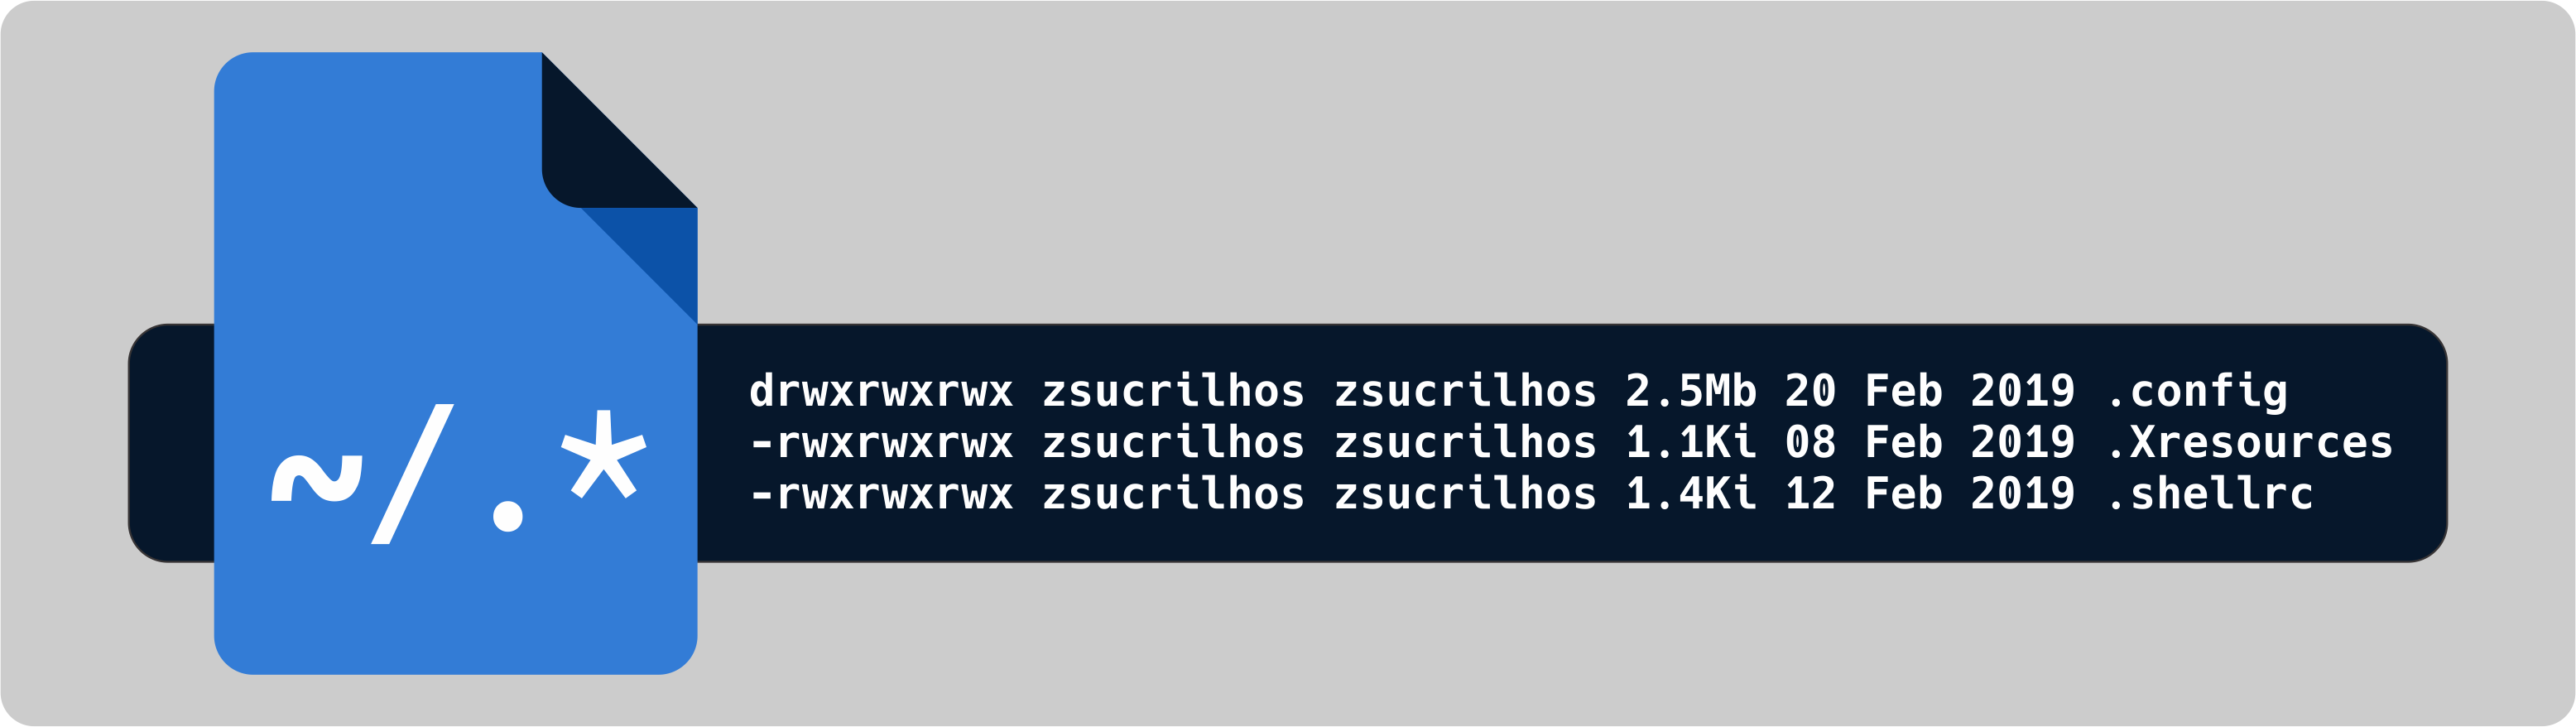 ~/.*
drwxrwxrwx zsucrilhos zsucrilhos 2.5Mb 20 Feb 2019 .config
-rwxrwxrwx zsucrilhos zsucrilhos 1.1Ki 08 Feb 2019 .Xresources
-rwxrwxrwx zsucrilhos zsucrilhos 1.4Ki 12 Feb 2019 .shellrc